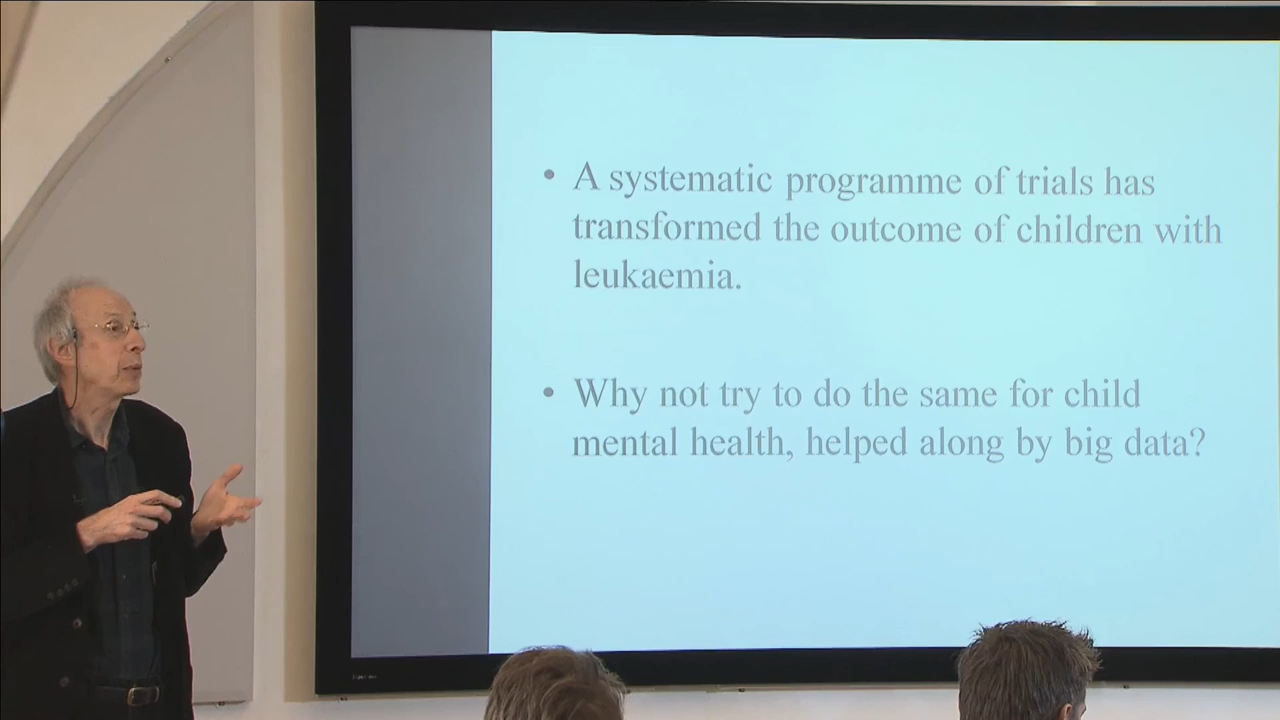 • A systematic programme of trials has
transformed the outcome of children with
leukaemia.
• Why not try to do the same for child
mental health, helped along by big data?